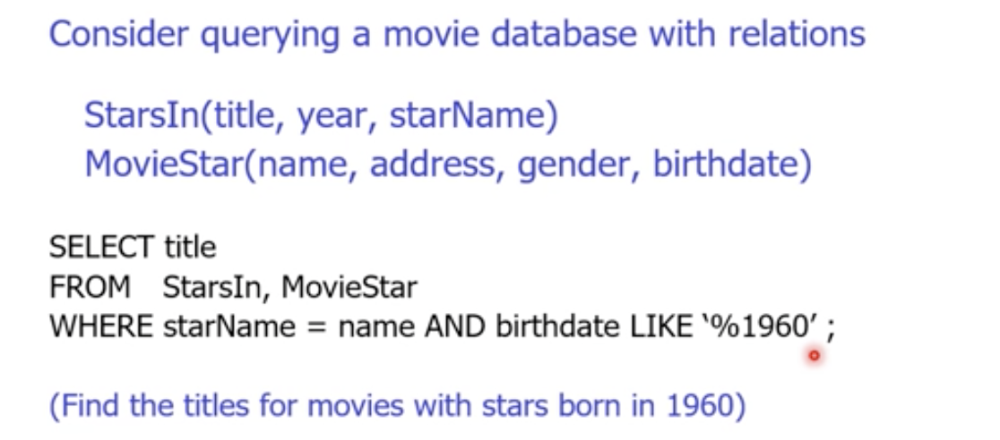 Consider querying a movie database with relations
StarsIn(title, year, starName)
MovieStar(name, address, gender, birthdate)
SELECT title
FROM StarsIn, MovieStar
WHERE starName = name AND birthdate LIKE ‘%1960’ ;
(Find the titles for movies with stars born in 1960)